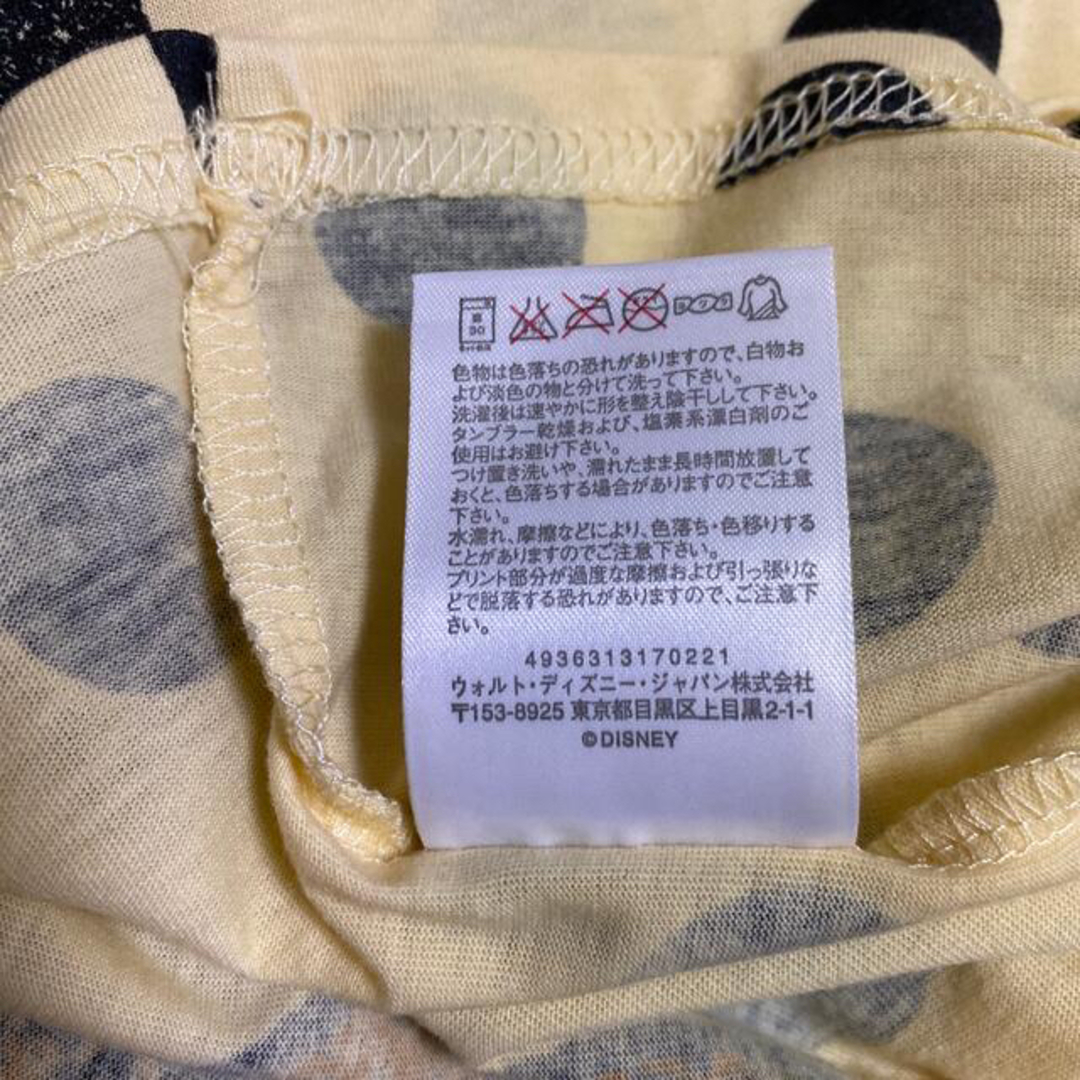 弱
30
色物は色落ちの恐れがありますので、白物お
よび淡色の物と分けて洗って下さい。
洗濯後は速やかに形を整え陰干しして下さい。
タンブラー乾燥および、塩素系漂白剤のご
使用はお避け下さい。
つけ置き洗いや、濡れたまま長時間放置して
おくと、色落ちする場合がありますのでご注意
下さい。
水濡れ、摩擦などにより、色落ち・色移りする
ことがありますのでご注意下さい。
プリント部分が過度な摩擦および引っ張りな
どで脱落する恐れがありますので、ご注意下
さい。
4936313170221
ウォルト・ディズニー・ジャパン株式会社
〒153-8925 東京都目黒区上目黒2-1-1
©DISNEY